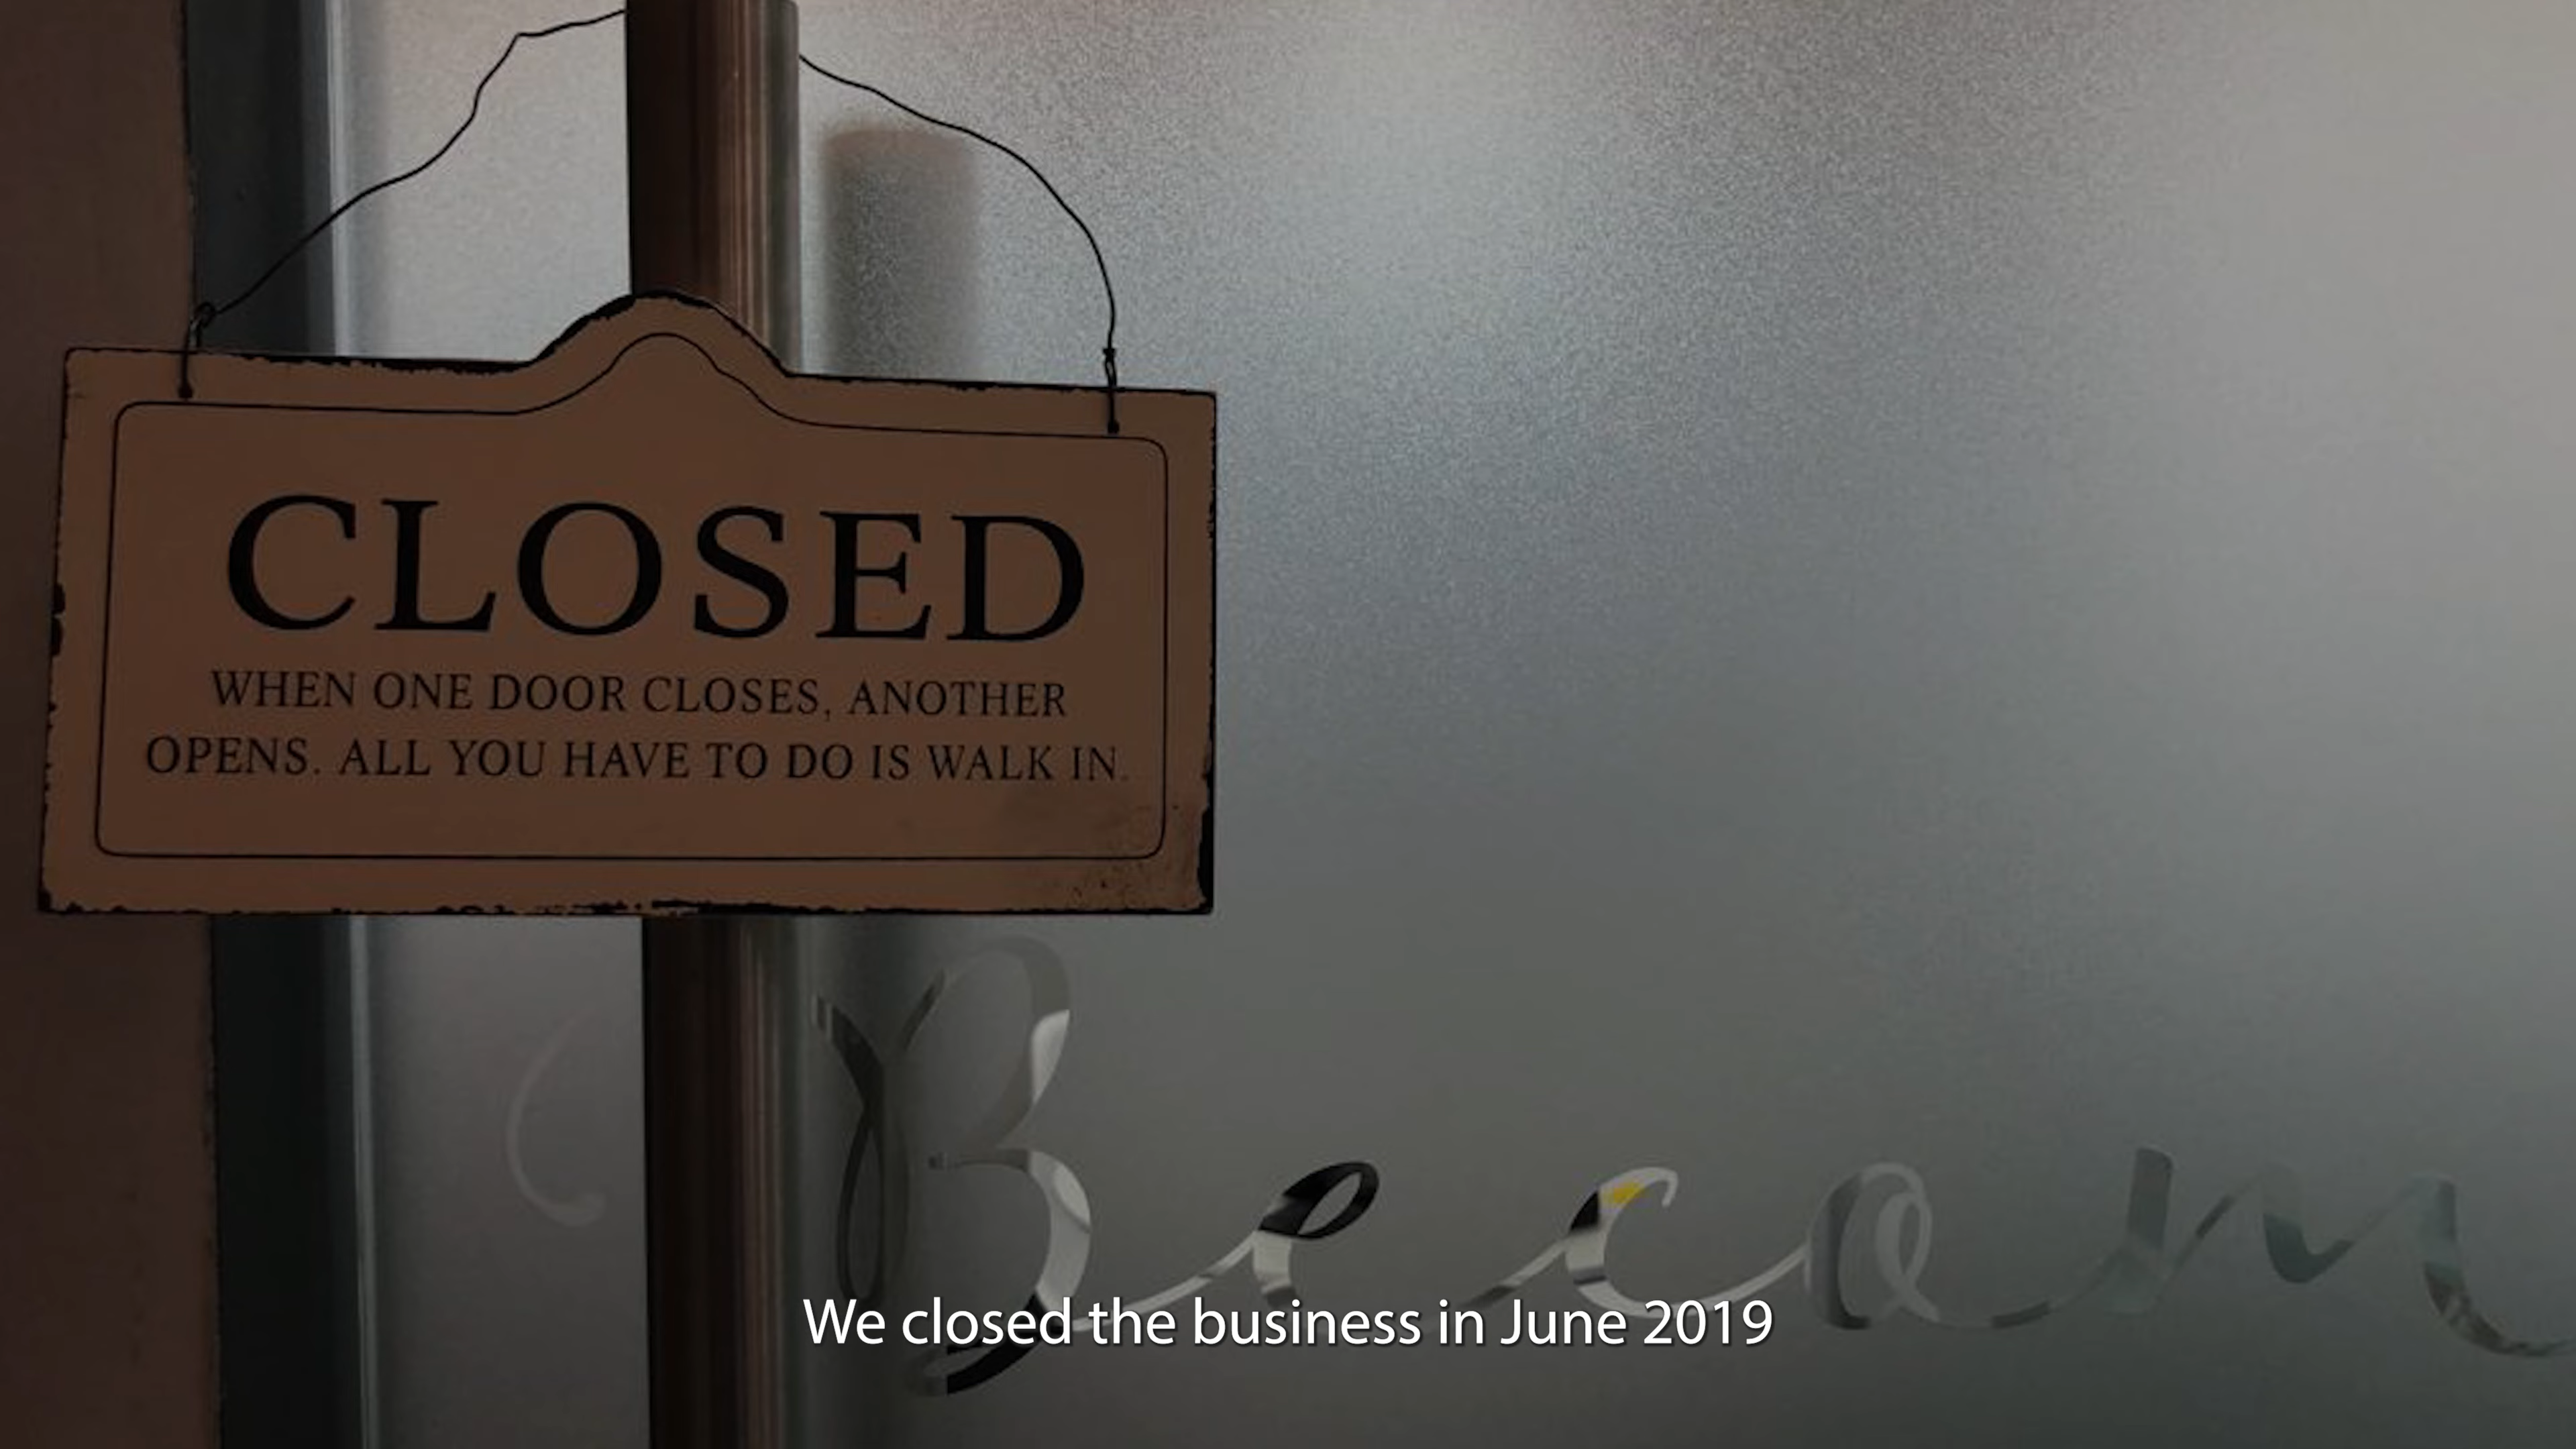 CLOSED
WHEN ONE DOOR CLOSES, ANOTHER
OPENS. ALL YOU HAVE TO DO IS WALK IN.
Becom
We closed the business in June 2019